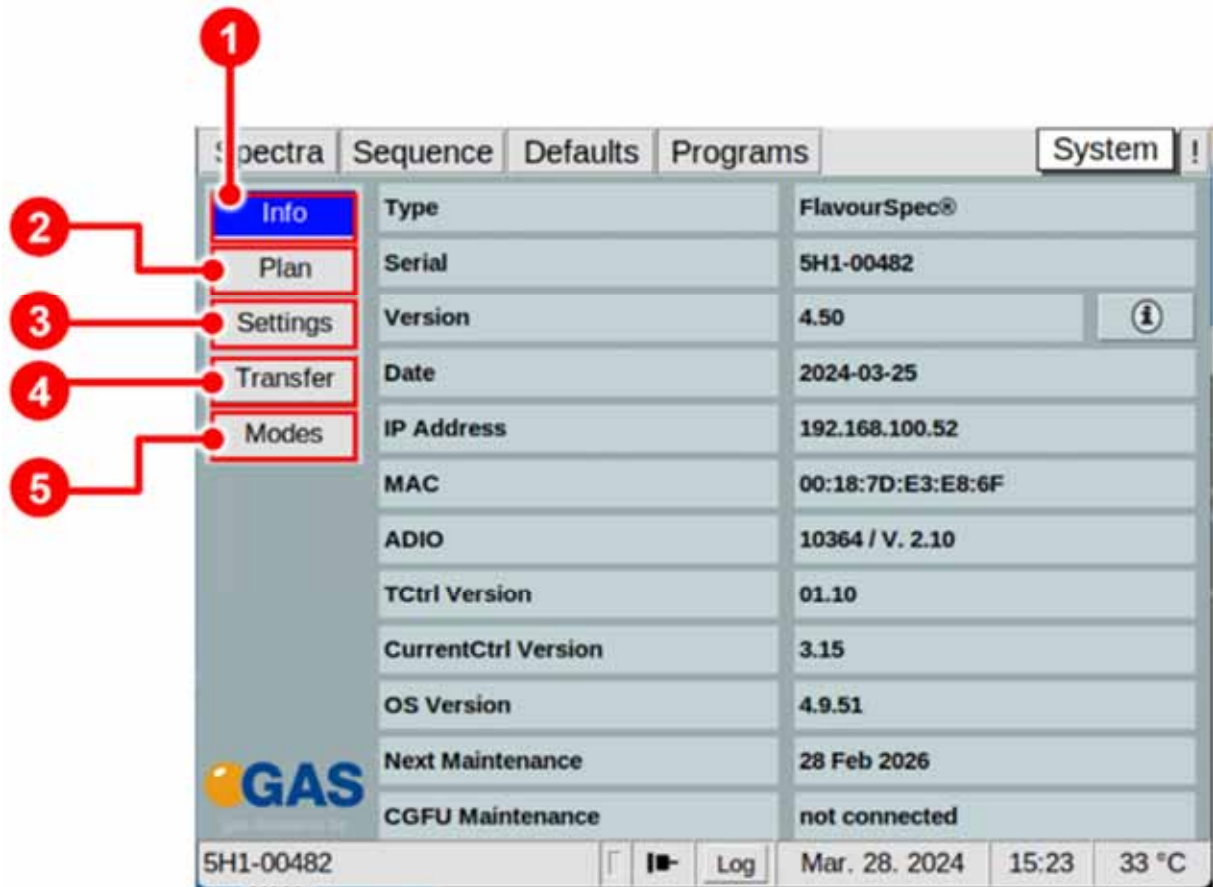 1
Spectra Sequence Defaults Programs System !
2 Info Type FlavourSpec®
Plan Serial 5H1-00482
3 Settings Version 4.50 i
4 Transfer Date 2024-03-25
Modes IP Address 192.168.100.52
5 MAC 00:18:7D:E3:E8:6F
ADIO 10364 / V. 2.10
TCtrl Version 01.10
CurrentCtrl Version 3.15
OS Version 4.9.51
GAS Next Maintenance 28 Feb 2026
CGFU Maintenance not connected
5H1-00482 Log Mar. 28. 2024 15:23 33 °C